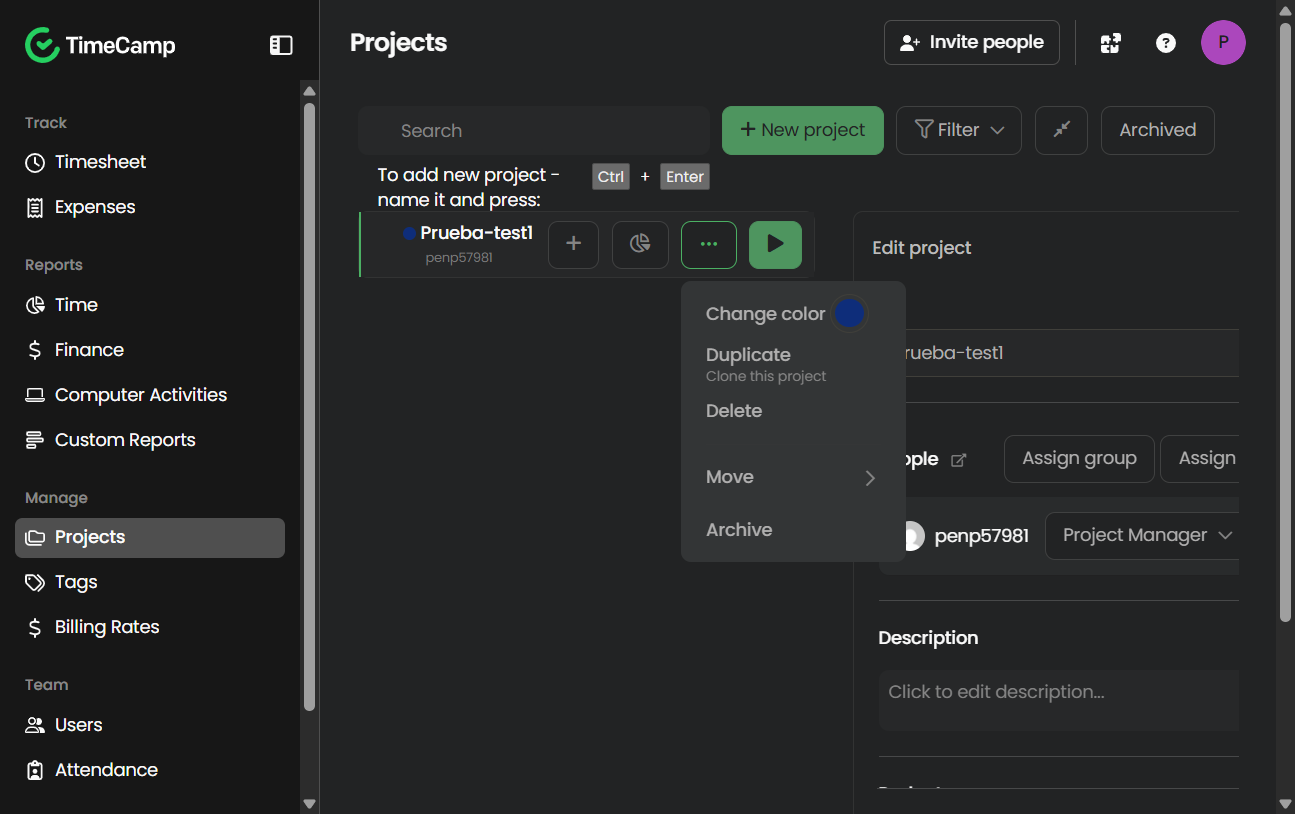 TimeCamp
Track
Timesheet
Expenses
Reports
Time
Finance
Computer Activities
Custom Reports
Manage
Projects
Tags
Billing Rates
Team
Users
Attendance
Projects
Invite people
P
Search
New project
Filter
Archived
To add new project - Ctrl + Enter
name it and press:
Prueba-test1
penp57981
Change color
Duplicate
Clone this project
Delete
Move
Archive
Edit project
rueba-test1
ople
Assign group
Assign
penp57981
Project Manager
Description
Click to edit description...